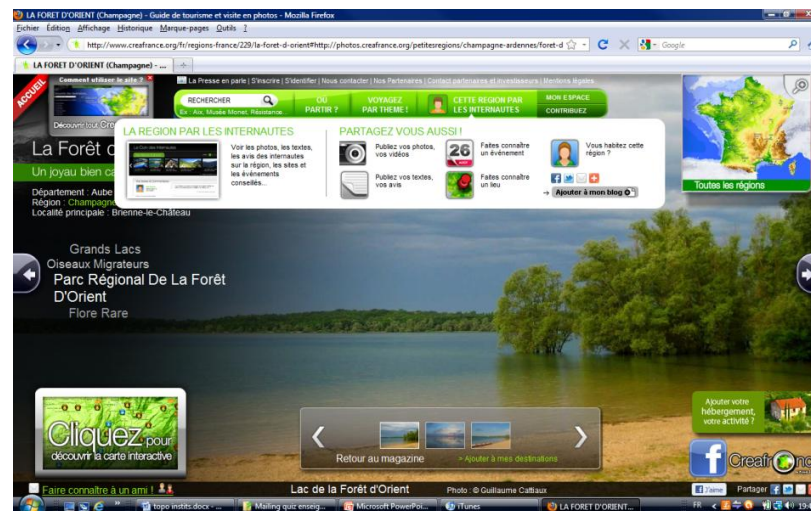 LA FORET D'ORIENT (Champagne) - Guide de tourisme et visite en photos - Mozilla Firefox
Fichier Édition Affichage Historique Marque-pages Outils ?
http://www.creafrance.org/fr/regions-france/229/la-foret-d-orient#http://photos.creafrance.org/petitesregions/champagne-ardennes/foret-d
Google
LA FORET D'ORIENT (Champagne) - ...
ACCUEIL
Comment utiliser le site ?
La Presse en parle | S'inscrire | S'identifier | Nous contacter | Nos Partenaires | Contact partenaires et investisseurs | Mentions légales
RECHERCHER
Ex : Aix, Musée Monet, Résistance
OÙ
PARTIR ?
VOYAGEZ
PAR THEME !
CETTE REGION PAR
LES INTERNAUTES
MON ESPACE
CONTRIBUEZ
Découvrir tout
LA REGION PAR LES INTERNAUTES
Voir les photos, les textes,
les avis des internautes
sur la région, les sites et
les événements
conseillés...
PARTAGEZ VOUS AUSSI !
Publiez vos photos,
vos vidéos
26
Faites connaître
un événement
Vous habitez cette
région ?
Publiez vos textes,
vos avis
Faites connaître
un lieu
Ajouter à mon blog
Toutes les régions
La Forêt
Un joyau bien
Département : Aube
Région : Champagne
Localité principale : Brienne-le-Château
Grands Lacs
Oiseaux Migrateurs
Parc Régional De La Forêt
D'Orient
Flore Rare
Cliquez pour
découvrir la carte interactive
Retour au magazine
» Ajouter à mes destinations
Ajouter votre
hébergement,
votre activité ?
Faire connaître à un ami !
Lac de la Forêt d'Orient
Photo : © Guillaume Cattiaux
J'aime
Partager
topo instits.docx - ...
Mailing quiz enseig...
Microsoft PowerPoi...
iTunes
LA FORET D'ORIENT...
FR